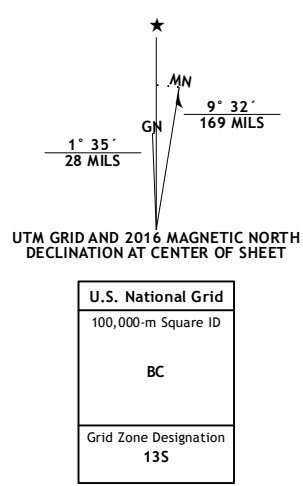 ★
MN
9° 32´
169 MILS
GN
1° 35´
28 MILS
UTM GRID AND 2016 MAGNETIC NORTH
DECLINATION AT CENTER OF SHEET
U.S. National Grid
100,000-m Square ID
BC
Grid Zone Designation
13S